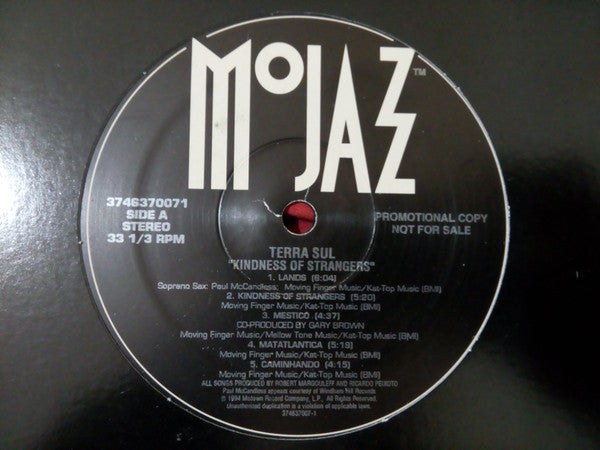 MoJAZZ™
3746370071
SIDE A
STEREO
33 1/3 RPM
PROMOTIONAL COPY
NOT FOR SALE
TERRA SUL
"KINDNESS OF STRANGERS"
1. LANDS (6:04)
Soprano Sax: Paul McCandless; Moving Finger Music/Kat-Top Music (BMI)
2. KINDNESS OF STRANGERS (5:20)
Moving Finger Music/Kat-Top Music (BMI)
3. MESTICO (4:37)
CO-PRODUCED BY GARY BROWN
Moving Finger Music/Mellow Tone Music/Kat-Top Music (BMI)
4. MATATLANTICA (5:19)
Moving Finger Music/Kat-Top Music (BMI)
5. CAMINHANDO (4:15)
Moving Finger Music/Kat-Top Music (BMI)
ALL SONGS PRODUCED BY ROBERT MARGOULEFF AND RICARDO PEIXOTO
Paul McCandless appears courtesy of Windham Hill Records
© 1994 Motown Record Company, L.P., All Rights Reserved.
Unauthorized duplication is a violation of applicable laws.
374637007-1